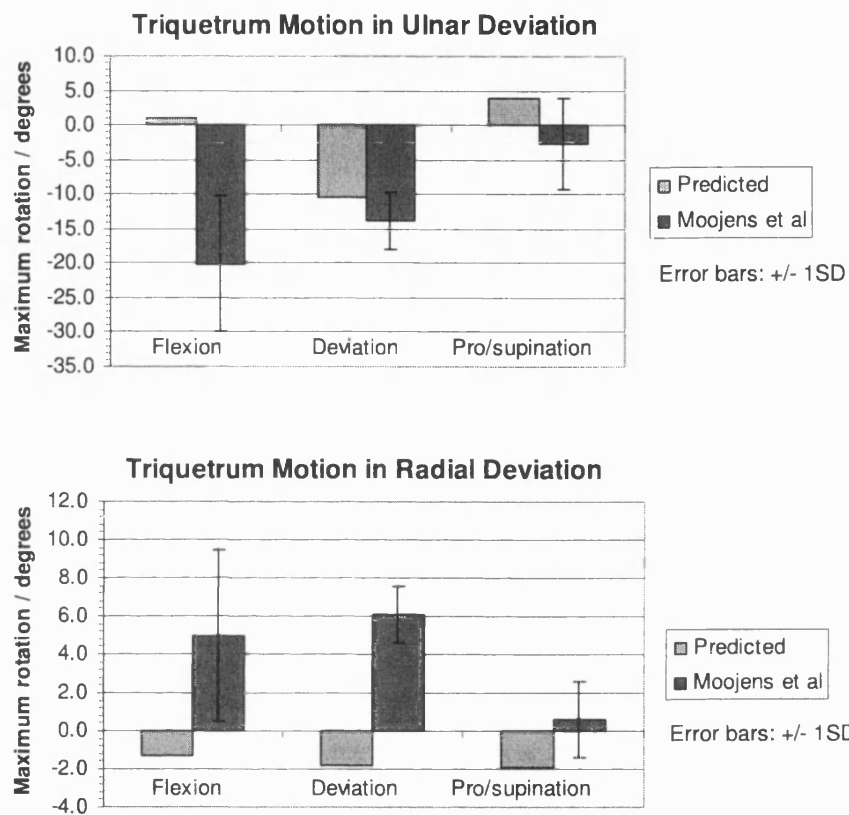 Triquetrum Motion in Ulnar Deviation
Maximum rotation / degrees
10.0
5.0
0.0
-5.0
-10.0
-15.0
-20.0
-25.0
-30.0
-35.0
Flexion Deviation Pro/supination
Predicted
Moojens et al
Error bars: +/- 1SD
Triquetrum Motion in Radial Deviation
Maximum rotation / degrees
12.0
10.0
8.0
6.0
4.0
2.0
0.0
-2.0
-4.0
Flexion Deviation Pro/supination
Predicted
Moojens et al
Error bars: +/- 1SD